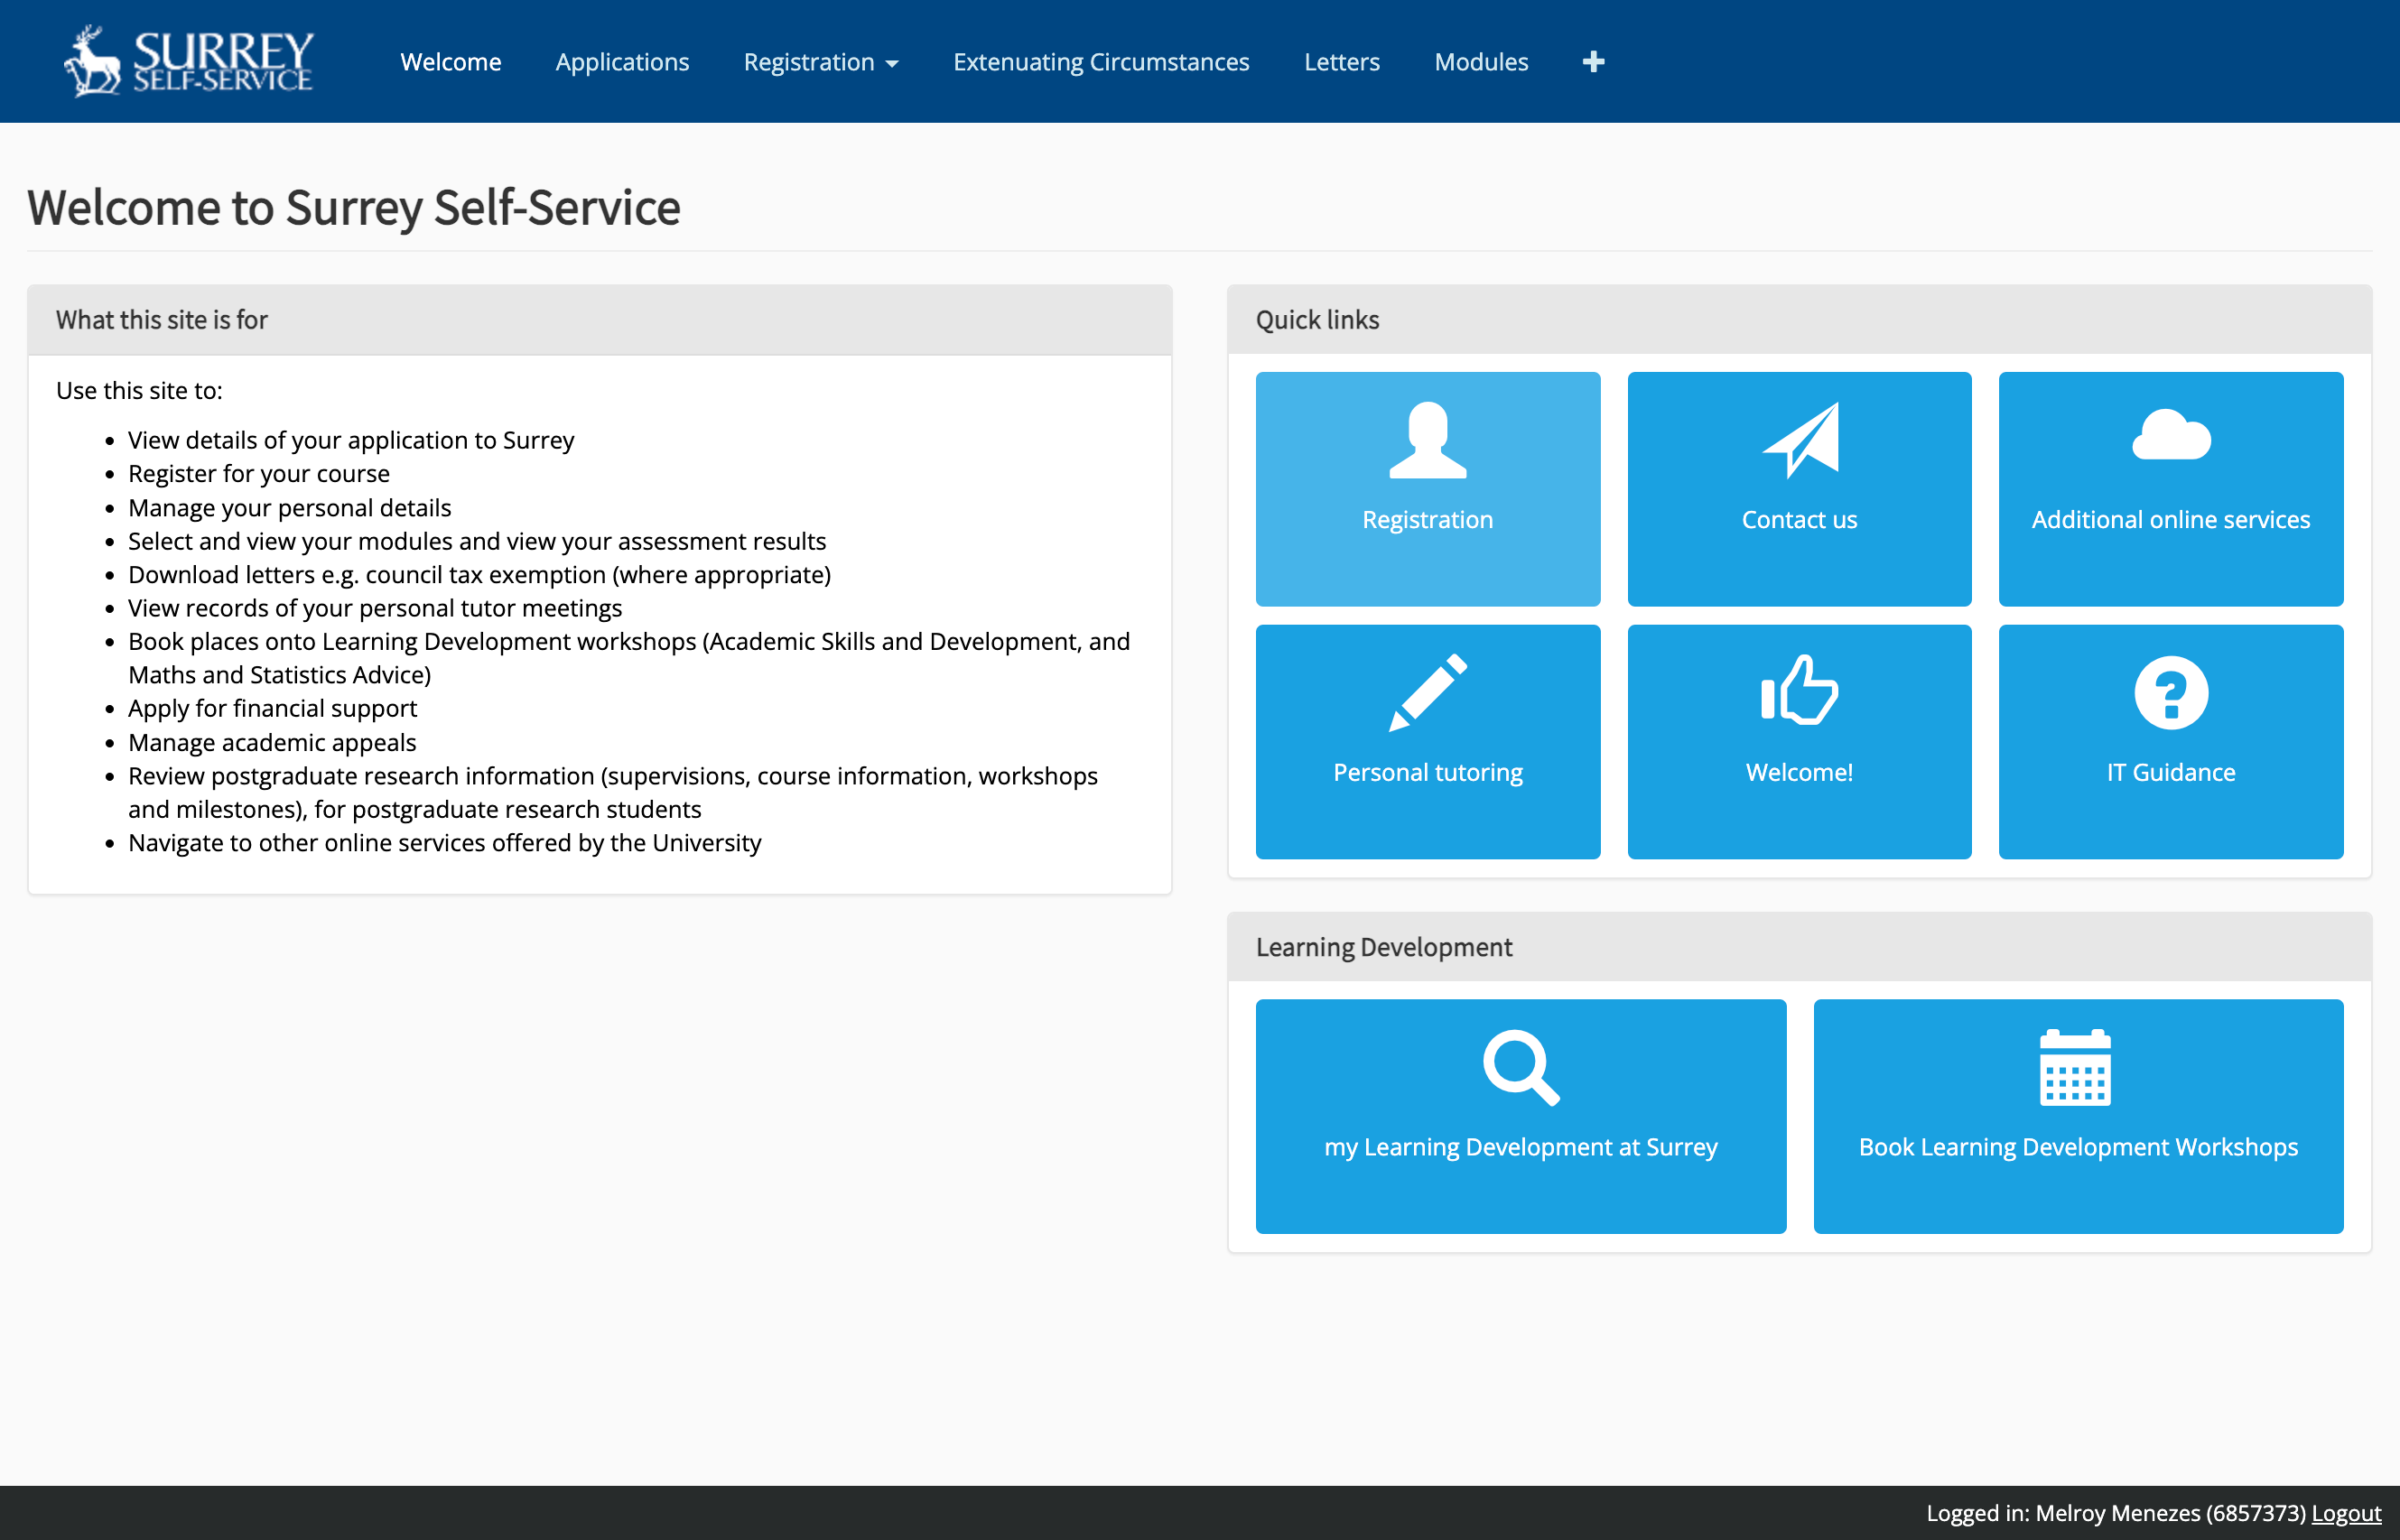 SURREY
SELF-SERVICE
Welcome
Applications
Registration
Extenuating Circumstances
Letters
Modules
Welcome to Surrey Self-Service
What this site is for
Use this site to:
View details of your application to Surrey
Register for your course
Manage your personal details
Select and view your modules and view your assessment results
Download letters e.g. council tax exemption (where appropriate)
View records of your personal tutor meetings
Book places onto Learning Development workshops (Academic Skills and Development, and
Maths and Statistics Advice)
Apply for financial support
Manage academic appeals
Review postgraduate research information (supervisions, course information, workshops
and milestones), for postgraduate research students
Navigate to other online services offered by the University
Quick links
Registration
Contact us
Additional online services
Personal tutoring
Welcome!
IT Guidance
Learning Development
my Learning Development at Surrey
Book Learning Development Workshops
Logged in: Melroy Menezes (6857373) Logout